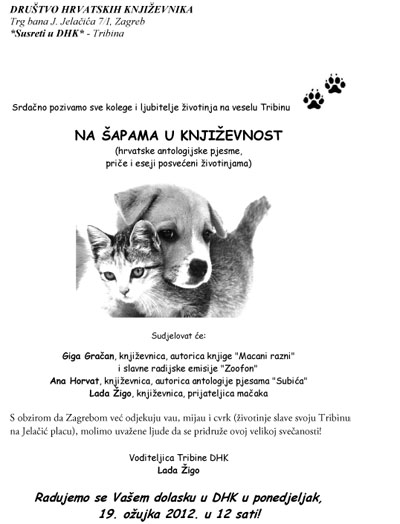 DRUŠTVO HRVATSKIH KNJIŽEVNIKA
Trg bana J. Jelačića 7/I, Zagreb
*Susreti u DHK* - Tribina
Srdačno pozivamo sve kolege i ljubitelje životinja na veselu Tribinu
NA ŠAPAMA U KNJIŽEVNOST
(hrvatske antologijske pjesme,
priče i eseji posvećeni životinjama)
Sudjelovat će:
Giga Gračan, književnica, autorica knjige "Macani razni"
i slavne radijske emisije "Zoofon"
Ana Horvat, književnica, autorica antologije pjesama "Subića"
Lada Žigo, književnica, prijateljica mačaka
S obzirom da Zagrebom već odjekuju vau, mijau i cvrk (životinje slave svoju Tribinu
na Jelačić placu), molimo uvažene ljude da se pridruže ovoj velikoj svečanosti!
Voditeljica Tribine DHK
Lada Žigo
Radujemo se Vašem dolasku u DHK u ponedjeljak,
19. ožujka 2012. u 12 sati!